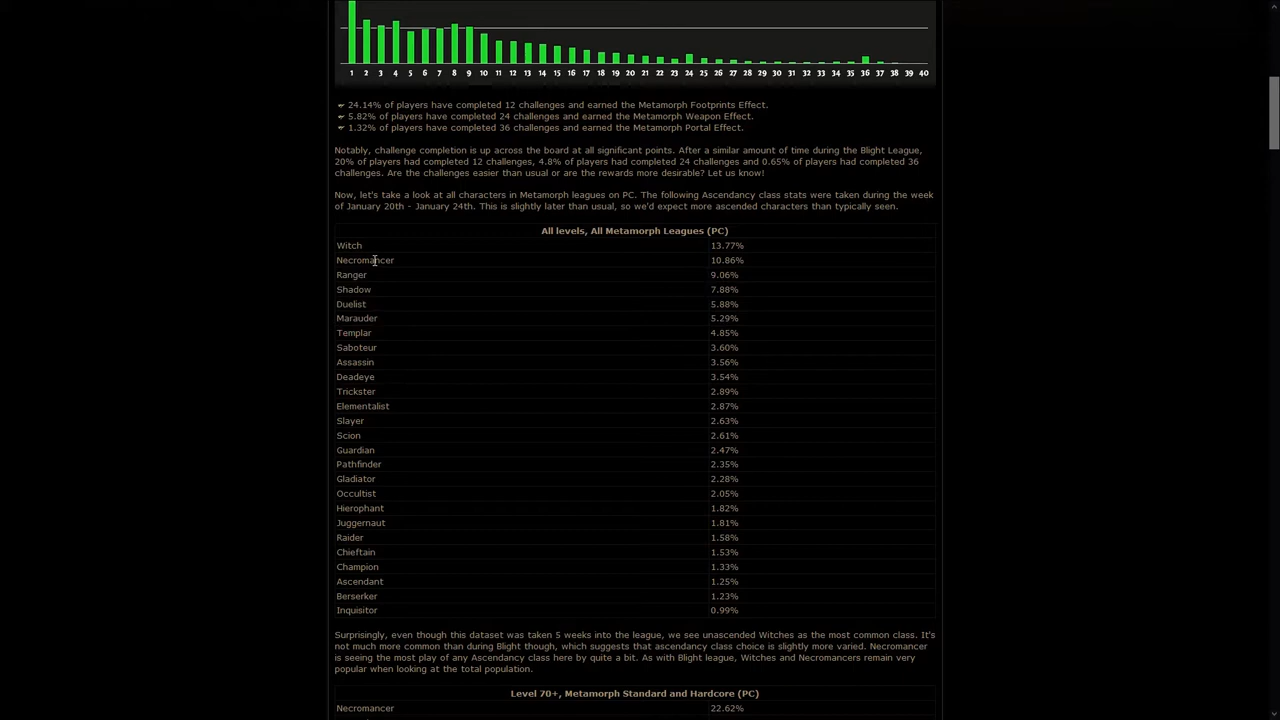 1 2 3 4 5 6 7 8 9 10 11 12 13 14 15 16 17 18 19 20 21 22 23 24 25 26 27 28 29 30 31 32 33 34 35 36 37 38 39 40
24.14% of players have completed 12 challenges and earned the Metamorph Footprints Effect.
5.82% of players have completed 24 challenges and earned the Metamorph Weapon Effect.
1.32% of players have completed 36 challenges and earned the Metamorph Portal Effect.
Notably, challenge completion is up across the board at all significant points. After a similar amount of time during the Blight League,
20% of players had completed 12 challenges, 4.8% of players had completed 24 challenges and 0.65% of players had completed 36
challenges. Are the challenges easier than usual or are the rewards more desirable? Let us know!
Now, let's take a look at all characters in Metamorph leagues on PC. The following Ascendancy class stats were taken during the week
of January 20th - January 24th. This is slightly later than usual, so we'd expect more ascended characters than typically seen.
All levels, All Metamorph Leagues (PC)
Witch 13.77%
Necromancer 10.86%
Ranger 9.06%
Shadow 7.88%
Duelist 5.88%
Marauder 5.29%
Templar 4.85%
Saboteur 3.60%
Assassin 3.56%
Deadeye 3.54%
Trickster 2.89%
Elementalist 2.87%
Slayer 2.63%
Scion 2.61%
Guardian 2.47%
Pathfinder 2.35%
Gladiator 2.28%
Occultist 2.05%
Hierophant 1.82%
Juggernaut 1.81%
Raider 1.58%
Chieftain 1.53%
Champion 1.33%
Ascendant 1.25%
Berserker 1.23%
Inquisitor 0.99%
Surprisingly, even though this dataset was taken 5 weeks into the league, we see unascended Witches as the most common class. It's
not much more common than during Blight though, which suggests that ascendancy class choice is slightly more varied. Necromancer
is seeing the most play of any Ascendancy class here by quite a bit. As with Blight league, Witches and Necromancers remain very
popular when looking at the total population.
Level 70+, Metamorph Standard and Hardcore (PC)
Necromancer 22.62%